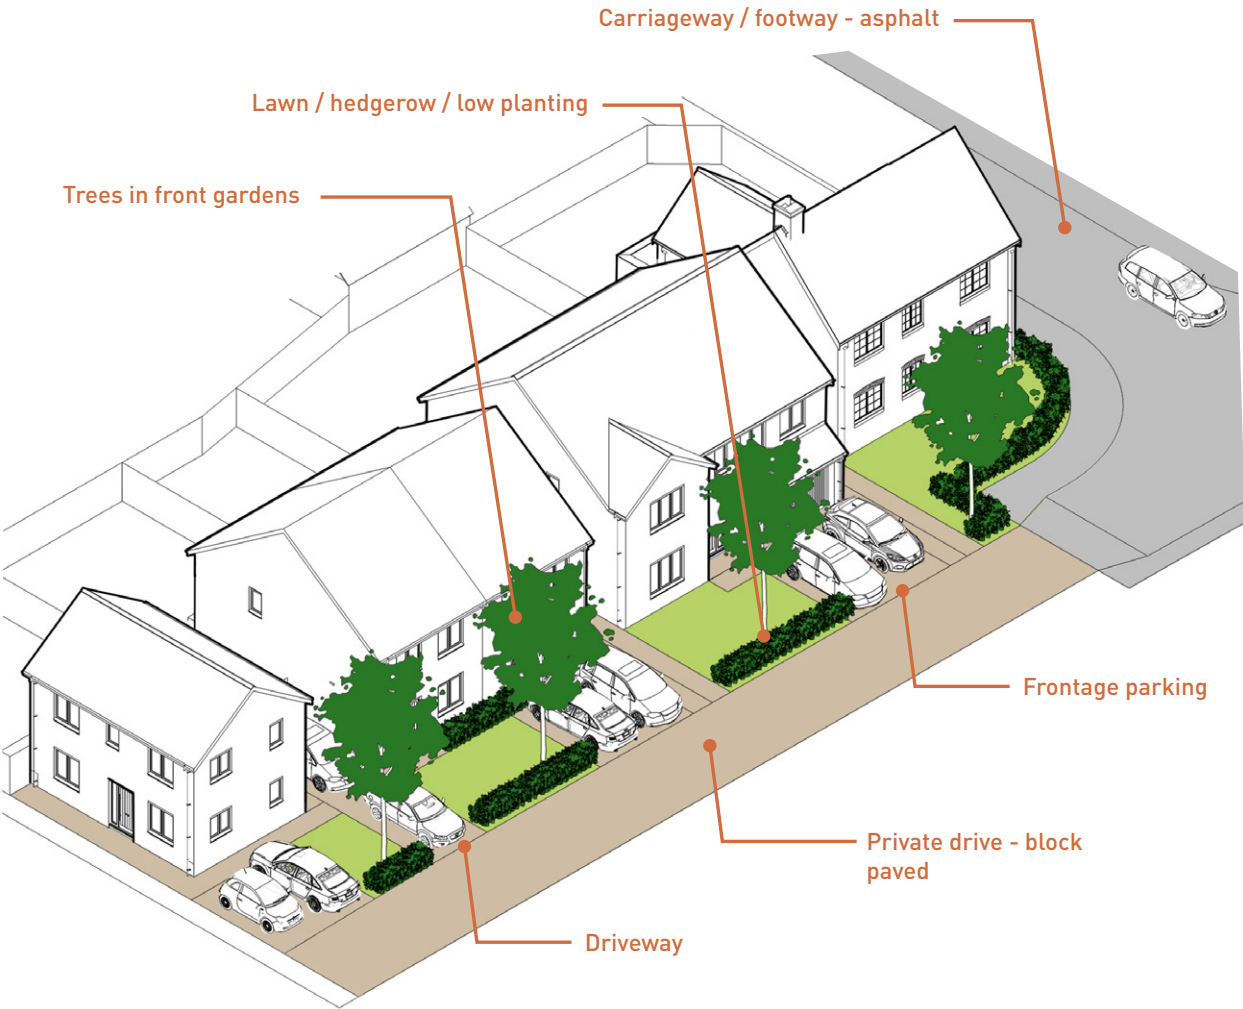 Carriageway / footway - asphalt
Lawn / hedgerow / low planting
Trees in front gardens
Frontage parking
Private drive - block
paved
Driveway